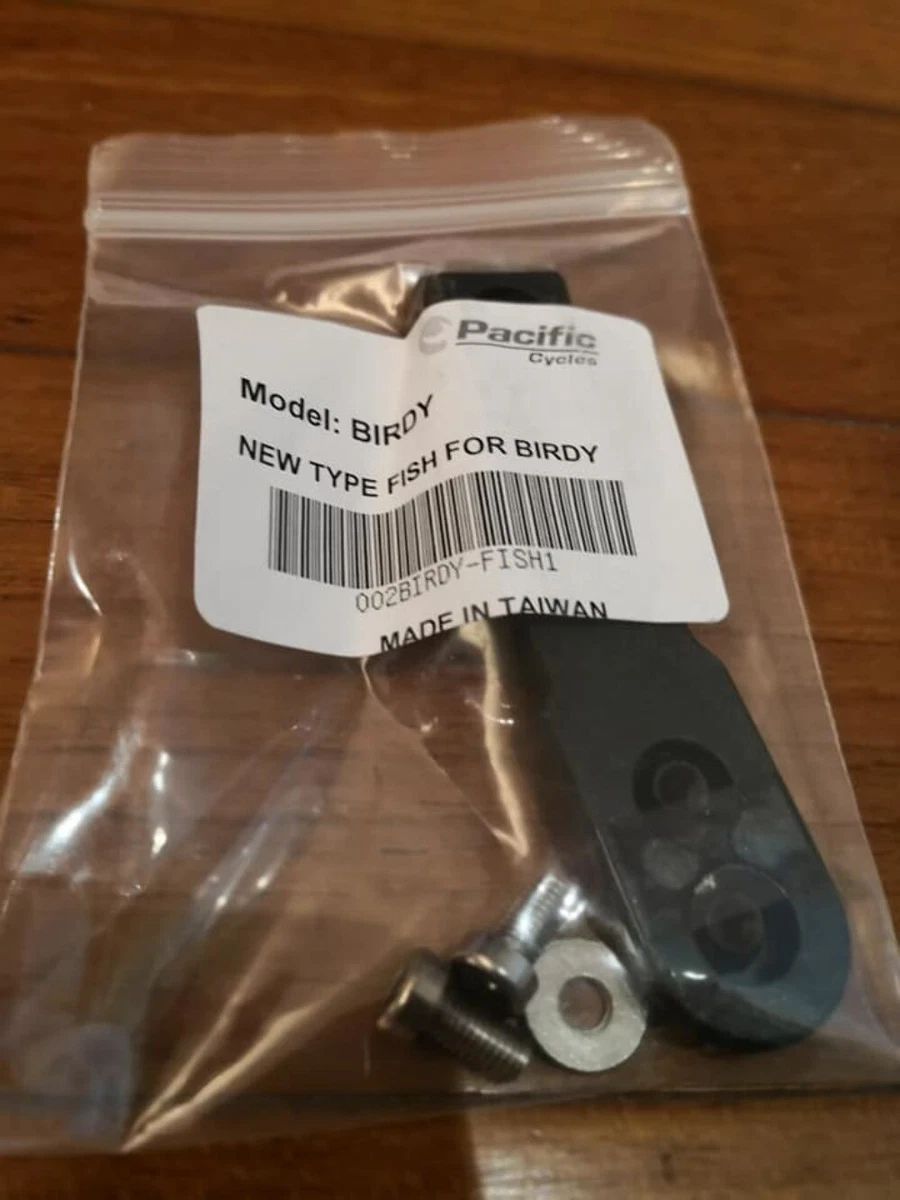 Pacific
Cycles
Model: BIRDY
NEW TYPE FISH FOR BIRDY
002BIRDY-FISH1
MADE IN TAIWAN